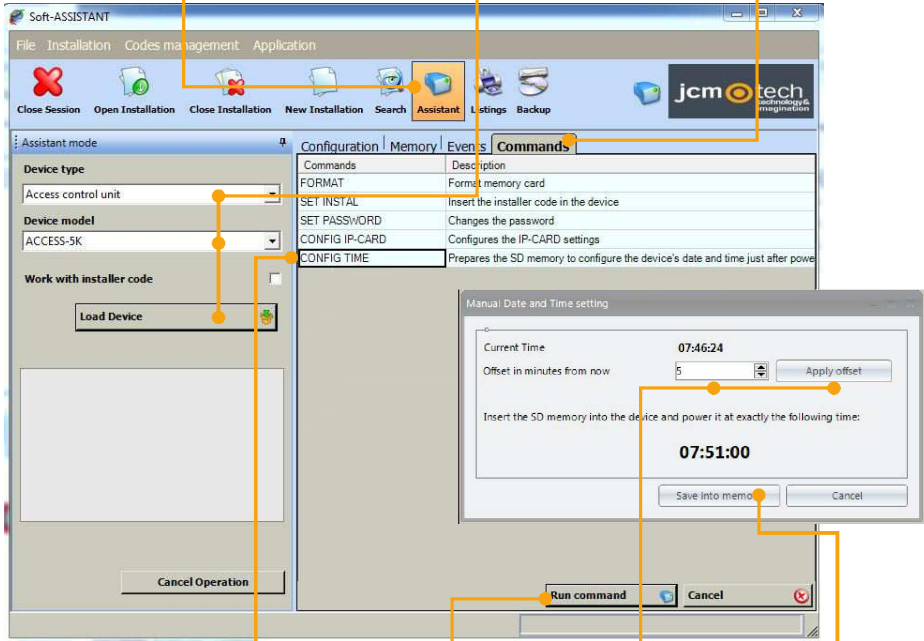 Soft-ASSISTANT
File Installation Codes management Application
Close Session Open Installation Close Installation New Installation Search Assistant Listings Backup
jcm tech
technology&
imagination
Assistant mode
Device type
Access control unit
Device model
ACCESS-5K
Work with installer code
Load Device
Cancel Operation
Configuration Memory Events Commands
Commands Description
FORMAT Format memory card
SET INSTAL Insert the installer code in the device
SET PASSWORD Changes the password
CONFIG IP-CARD Configures the IP-CARD settings
CONFIG TIME Prepares the SD memory to configure the device's date and time just after powe
Manual Date and Time setting
Current Time 07:46:24
Offset in minutes from now 5 Apply offset
Insert the SD memory into the device and power it at exactly the following time:
07:51:00
Save into memory Cancel
Run command Cancel